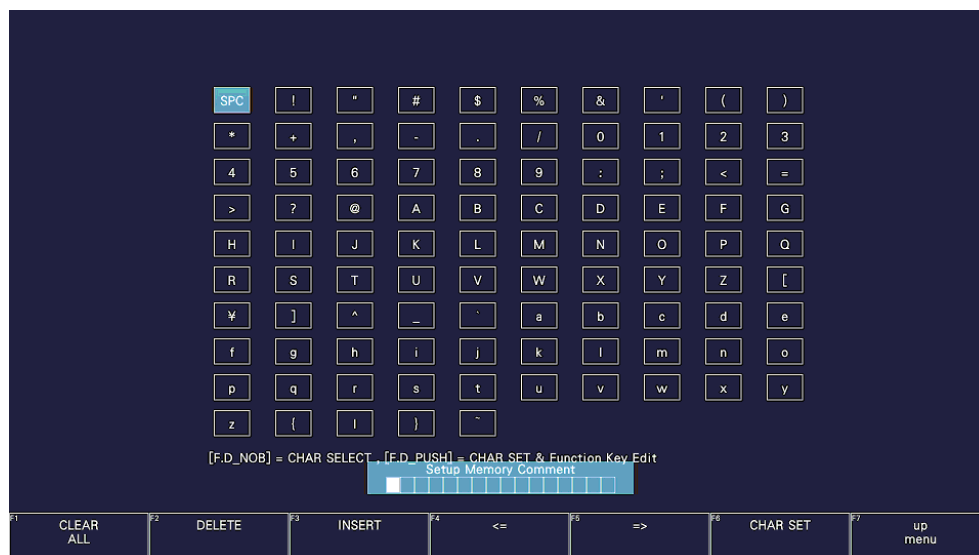 SPC ! " # $ % & ' ( )
* + , - . / 0 1 2 3
4 5 6 7 8 9 : ; < =
> ? @ A B C D E F G
H I J K L M N O P Q
R S T U V W X Y Z [
¥ ] ^ _ ` a b c d e
f g h i j k l m n o
p q r s t u v w x y
z { | } ~
[F.D_NOB] = CHAR SELECT , [F.D_PUSH] = CHAR SET & Function Key Edit
Setup Memory Comment
F1 CLEAR ALL
F2 DELETE
F3 INSERT
F4 <=
F5 =>
F6 CHAR SET
F7 up menu